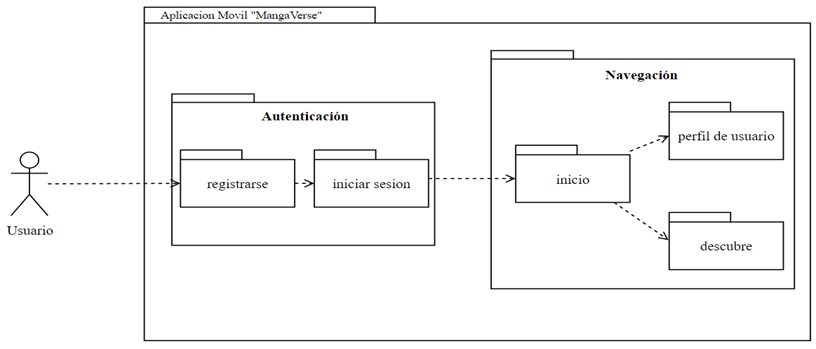 Aplicacion Movil "MangaVerse"
Navegación
Autenticación
perfil de usuario
registrarse
iniciar sesion
inicio
Usuario
descubre